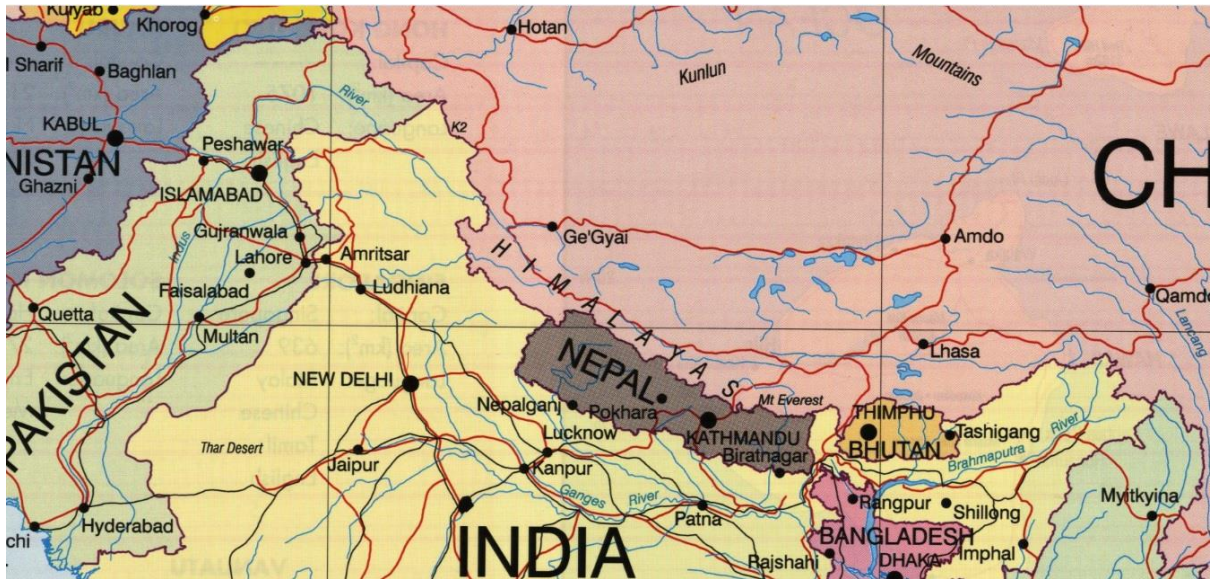 Kulyab
Khorog
Hotan
l Sharif
Baghlan
Kunlun
Mountains
River
K2
KABUL
Peshawar
NISTAN
Ghazni
ISLAMABAD
CH
Gujranwala
Ge'Gyai
Amdo
Indus
Lahore
Amritsar
HIMALAYAS
Faisalabad
Ludhiana
Quetta
Qamdo
Multan
Lancang
PAKISTAN
NEPAL
Lhasa
NEW DELHI
Nepalganj
Pokhara
Mt Everest
THIMPHU
KATHMANDU
BHUTAN
Tashigang
River
Brahmaputra
Thar Desert
Jaipur
Lucknow
Kanpur
Biratnagar
Ganges
River
Patna
Rangpur
Shillong
Myitkyina
chi
Hyderabad
INDIA
BANGLADESH
Rajshahi
DHAKA
Imphal